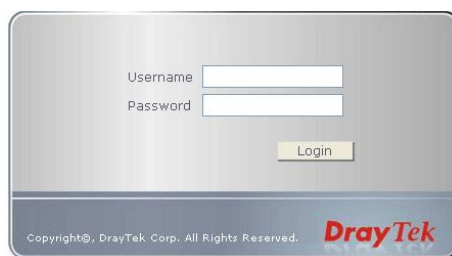 Username
Password
Login
Copyright©, DrayTek Corp. All Rights Reserved.
DrayTek